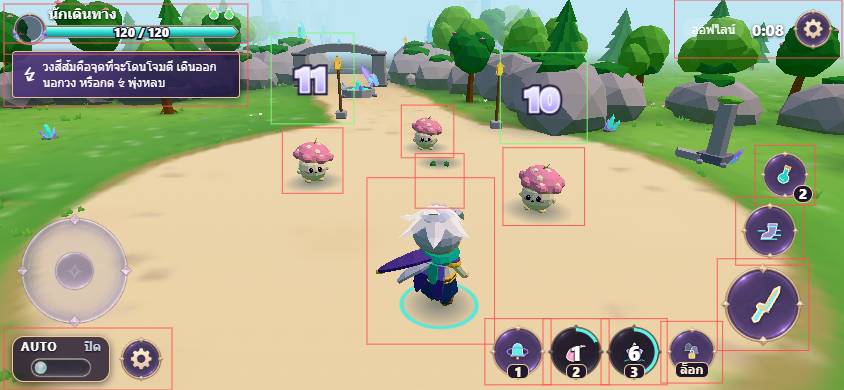 นักเดินทาง
120 / 120
ออฟไลน์ 0:08
วงสีส้มคือจุดที่จะโดนโจมตี เดินออก
นอกวง หรือกด ↯ พุ่งหลบ
11
10
2
AUTO ปิด
1
1
2
6
3
ล็อก